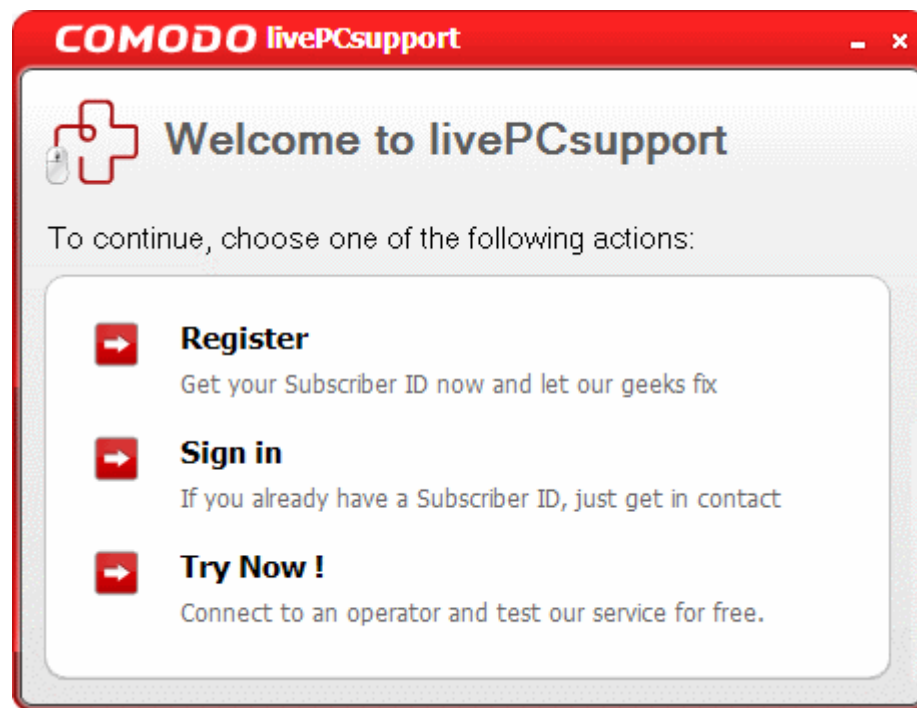 COMODO livePCsupport
Welcome to livePCsupport
To continue, choose one of the following actions:
Register
Get your Subscriber ID now and let our geeks fix
Sign in
If you already have a Subscriber ID, just get in contact
Try Now !
Connect to an operator and test our service for free.